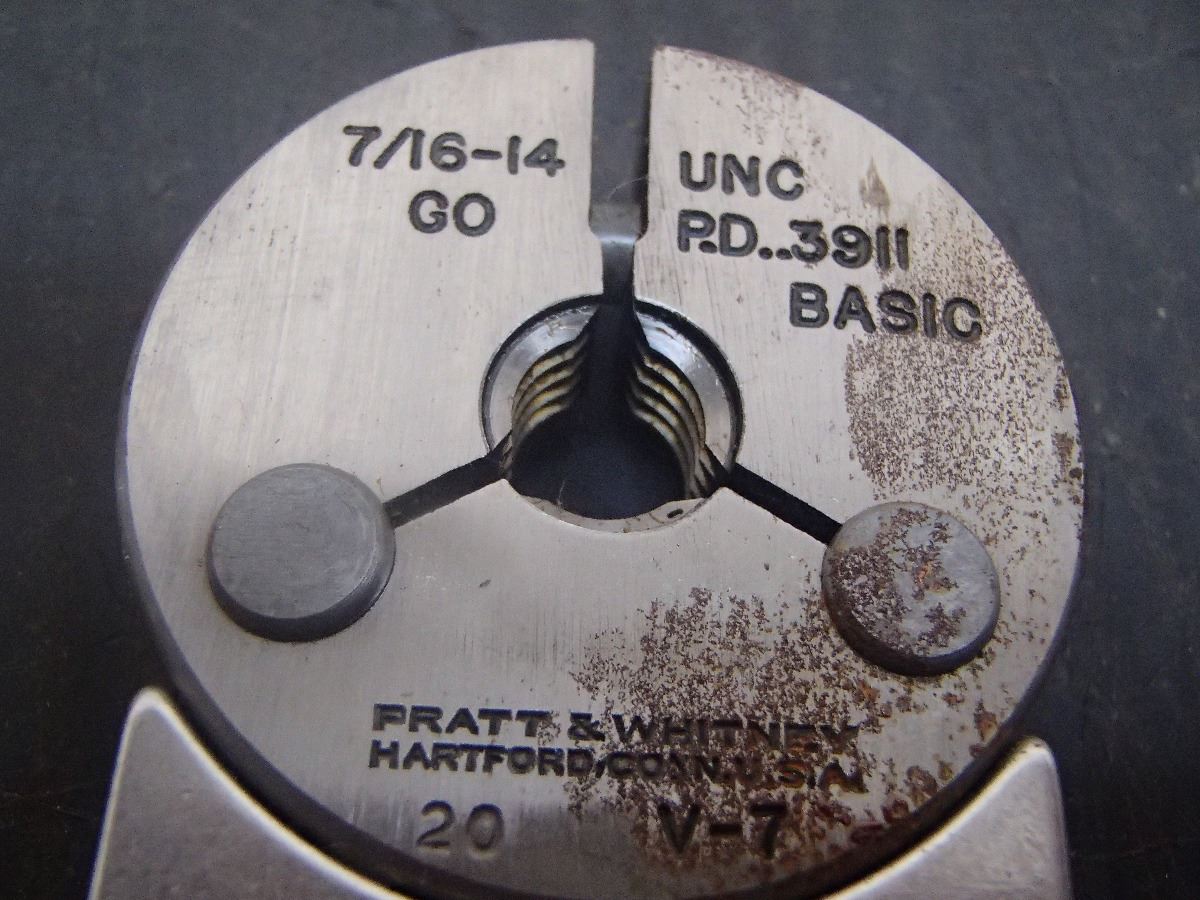 7/16-14
GO
UNC
P.D..3911
BASIC
PRATT & WHITNEY
HARTFORD, CONN. U.S.A.
20 V-7